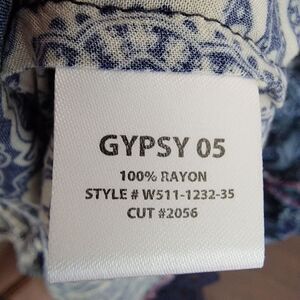 GYPSY 05
100% RAYON
STYLE # W511-1232-35
CUT #2056